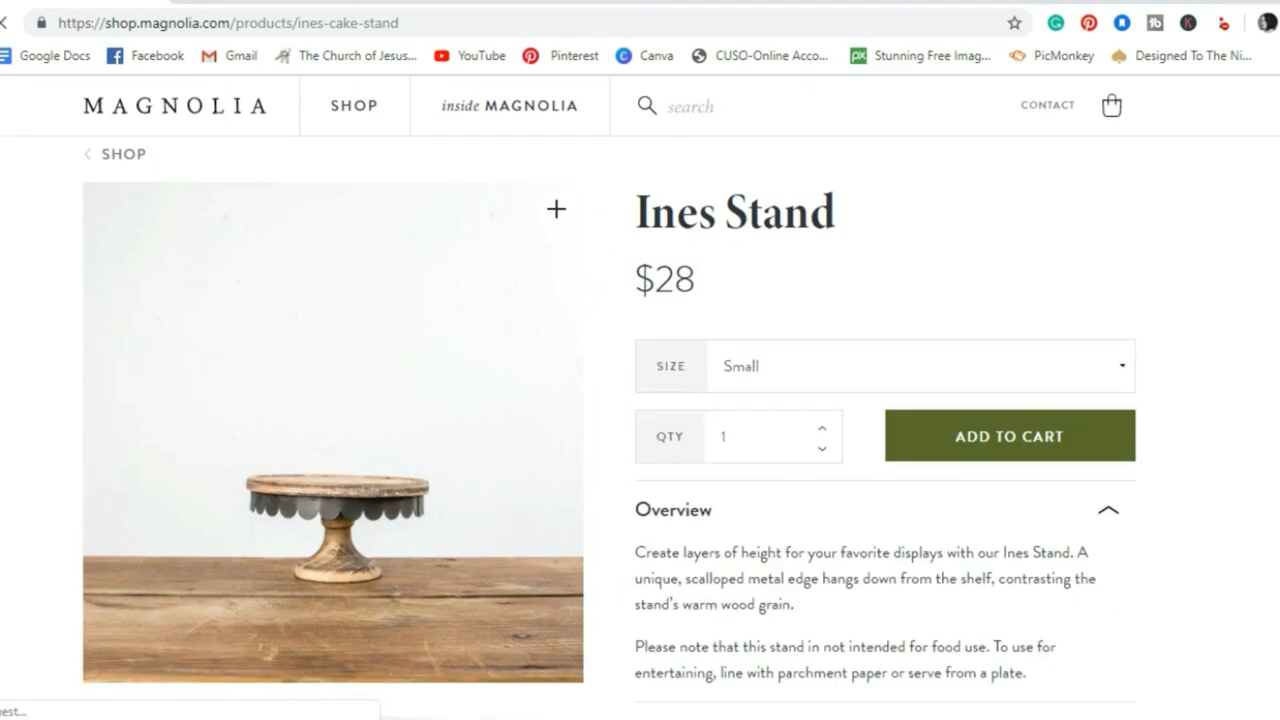 https://shop.magnolia.com/products/ines-cake-stand
Google Docs Facebook Gmail The Church of Jesus... YouTube Pinterest Canva CUSO-Online Acco... Stunning Free Imag... PicMonkey Designed To The Ni...
MAGNOLIA SHOP inside MAGNOLIA search CONTACT
SHOP
Ines Stand
$28
SIZE Small
QTY 1 ADD TO CART
Overview
Create layers of height for your favorite displays with our Ines Stand. A
unique, scalloped metal edge hangs down from the shelf, contrasting the
stand's warm wood grain.
Please note that this stand in not intended for food use. To use for
entertaining, line with parchment paper or serve from a plate.